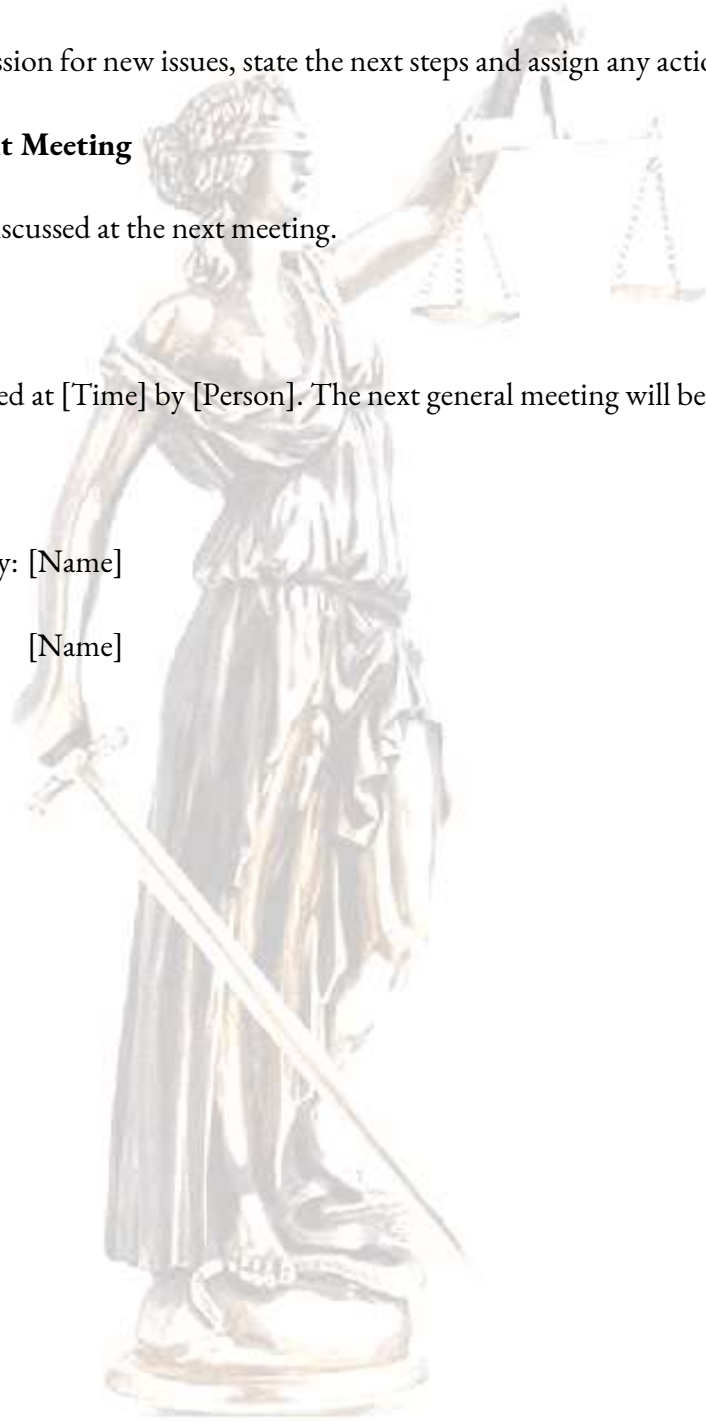 ssion for new issues, state the next steps and assign any actio
t Meeting
scussed at the next meeting.
ed at [Time] by [Person]. The next general meeting will be
y: [Name]
[Name]